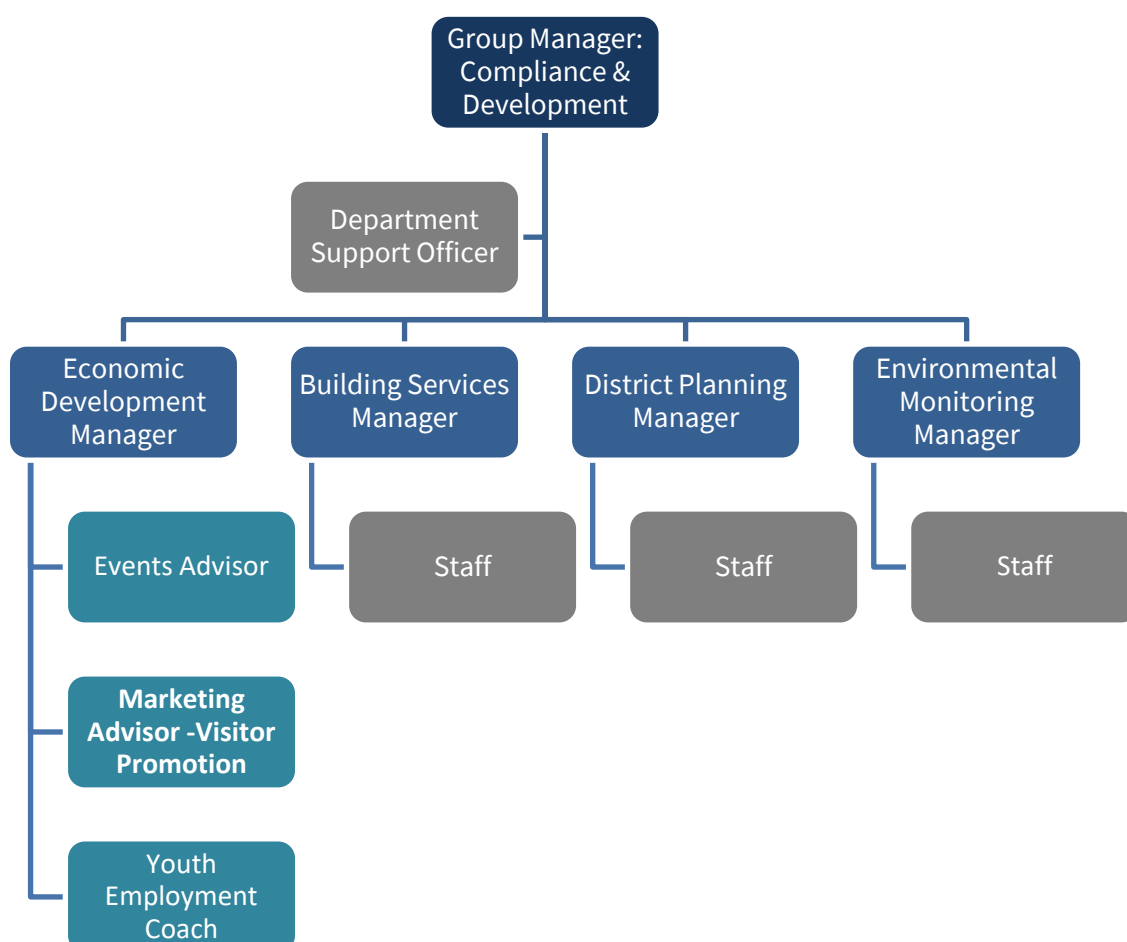 Group Manager:
Compliance &
Development
Department
Support Officer
Economic
Development
Manager
Building Services
Manager
District Planning
Manager
Environmental
Monitoring
Manager
Events Advisor
Staff
Staff
Staff
Marketing
Advisor -Visitor
Promotion
Youth
Employment
Coach